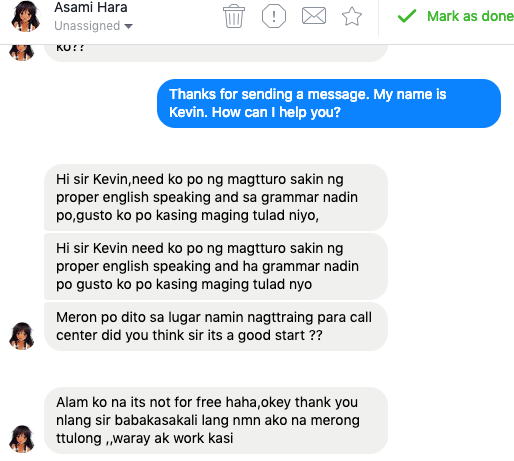 Asami Hara
Unassigned
Mark as done
ko??
Thanks for sending a message. My name is
Kevin. How can I help you?
Hi sir Kevin,need ko po ng magtturo sakin ng
proper english speaking and sa grammar nadin
po,gusto ko po kasing maging tulad niyo,
Hi sir Kevin need ko po ng magtturo sakin ng
proper english speaking and ha grammar nadin
po gusto ko po kasing maging tulad nyo
Meron po dito sa lugar namin nagttraining para call
center did you think sir its a good start ??
Alam ko na its not for free haha,okey thank you
nlang sir babakasakali lang nmn ako na merong
ttulong ,,waray ak work kasi